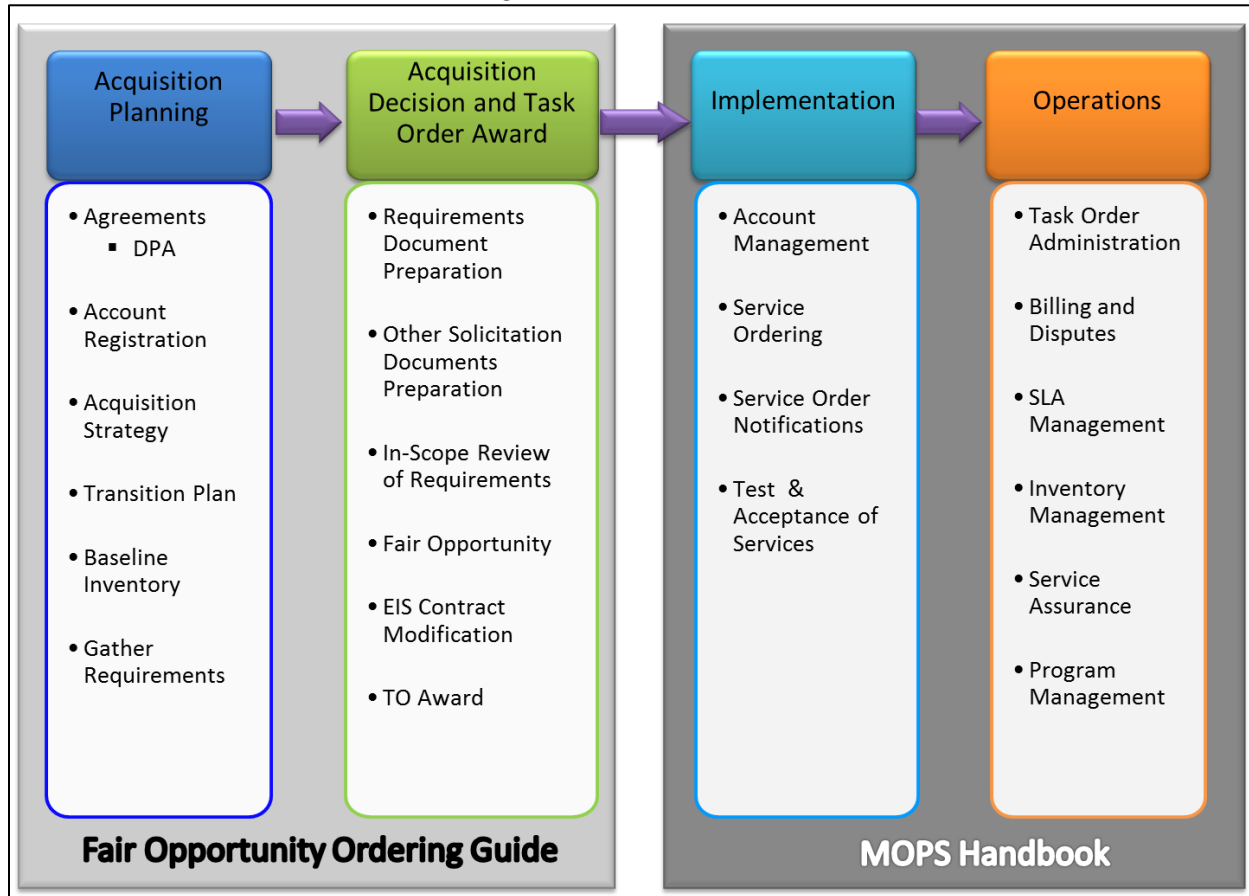 Acquisition
Planning
Acquisition
Decision and Task
Order Award
Implementation
Operations
• Agreements
▪ DPA
• Account
Registration
• Acquisition
Strategy
• Transition Plan
• Baseline
Inventory
• Gather
Requirements
• Requirements
Document
Preparation
• Other Solicitation
Documents
Preparation
• In-Scope Review
of Requirements
• Fair Opportunity
• EIS Contract
Modification
• TO Award
• Account
Management
• Service
Ordering
• Service Order
Notifications
• Test &
Acceptance of
Services
• Task Order
Administration
• Billing and
Disputes
• SLA
Management
• Inventory
Management
• Service
Assurance
• Program
Management
Fair Opportunity Ordering Guide
MOPS Handbook